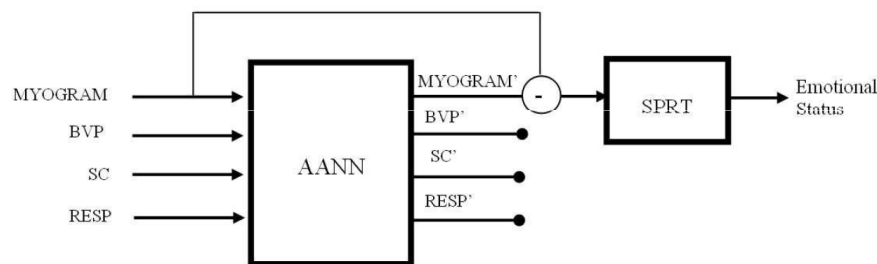 MYOGRAM
BVP
SC
RESP
AANN
MYOGRAM’
BVP’
SC’
RESP’
-
SPRT
Emotional
Status